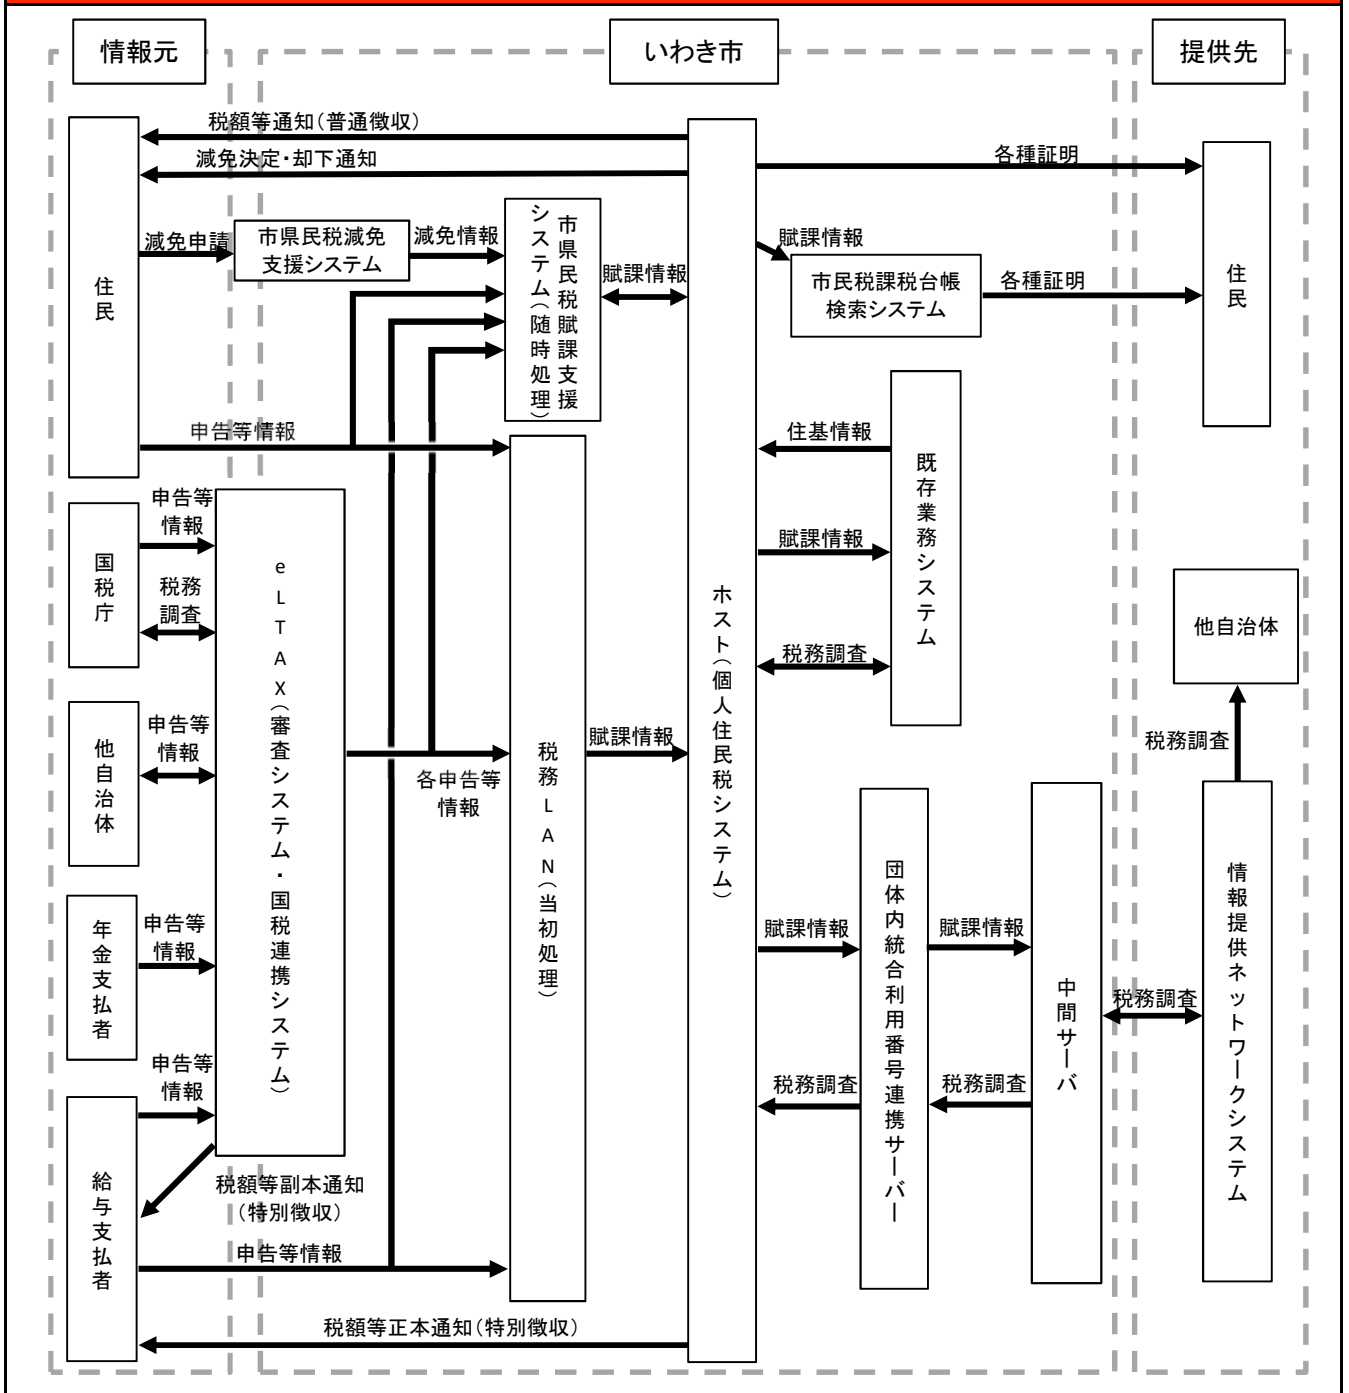 情報元
いわき市
提供先
税額等通知（普通徴収）
減免決定・却下通知
各種証明
住民
減免申請
市県民税減免
支援システム
減免情報
市県民税賦課支援
システム（随時処理）
賦課情報
賦課情報
市民税課税台帳
検索システム
各種証明
住民
申告等情報
住基情報
既存業務システム
賦課情報
税務調査
国税庁
申告等
情報
税務
調査
eLTAX（審査システム・国税連携システム）
ホスト（個人住民税システム）
他自治体
税務調査
他自治体
申告等
情報
各申告等
情報
税務LAN（当初処理）
賦課情報
年金支払者
申告等
情報
賦課情報
団体内統合利用番号連携サーバー
賦課情報
中間サーバ
税務調査
情報提供ネットワークシステム
税務調査
税務調査
申告等
情報
給与支払者
税額等副本通知
（特別徴収）
申告等情報
税額等正本通知（特別徴収）